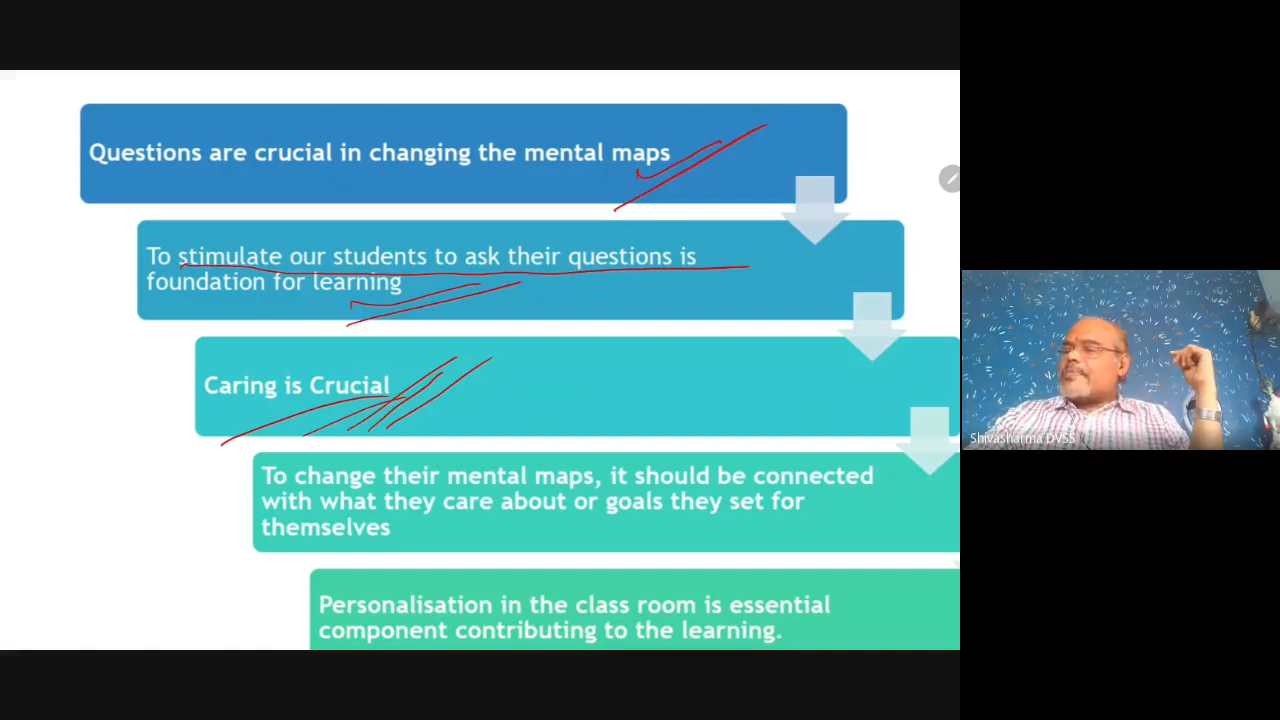 Questions are crucial in changing the mental maps
To stimulate our students to ask their questions is
foundation for learning
Caring is Crucial
To change their mental maps, it should be connected
with what they care about or goals they set for
themselves
Personalisation in the class room is essential
component contributing to the learning.
Shivasharma DVSS